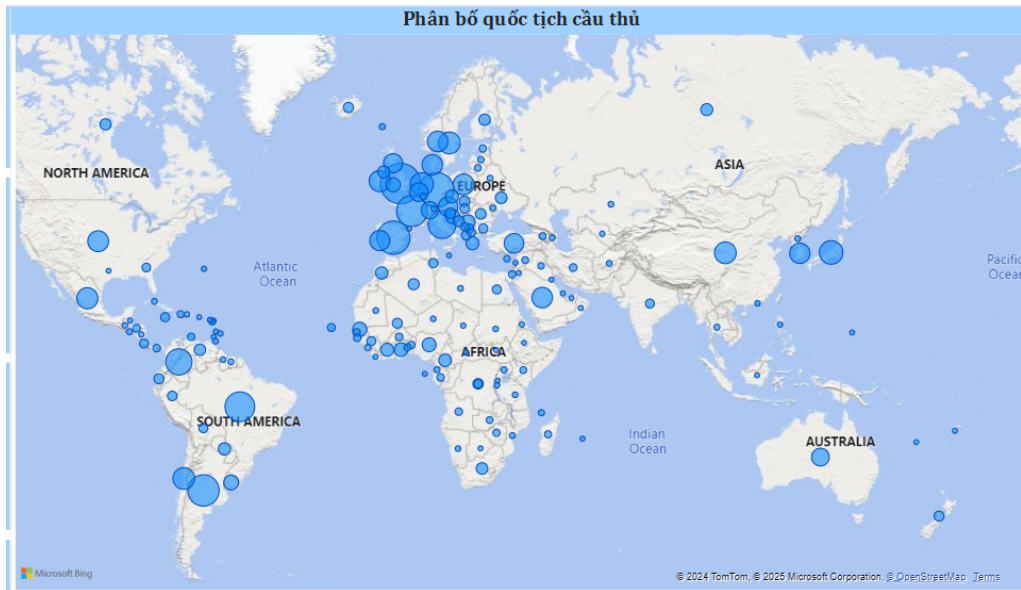 Phân bố quốc tịch cầu thủ
NORTH AMERICA
ASIA
EUROPE
Atlantic
Ocean
Pacific
Ocean
AFRICA
SOUTH AMERICA
Indian
Ocean
AUSTRALIA
Microsoft Bing
© 2024 TomTom, © 2025 Microsoft Corporation, © OpenStreetMap Terms